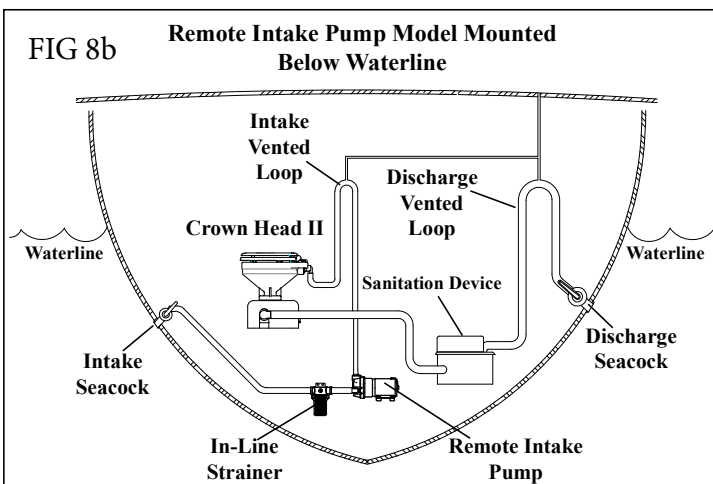 FIG 8b
Remote Intake Pump Model Mounted
Below Waterline
Intake
Vented
Loop
Discharge
Vented
Loop
Crown Head II
Waterline
Waterline
Sanitation Device
Intake
Seacock
Discharge
Seacock
In-Line
Strainer
Remote Intake
Pump